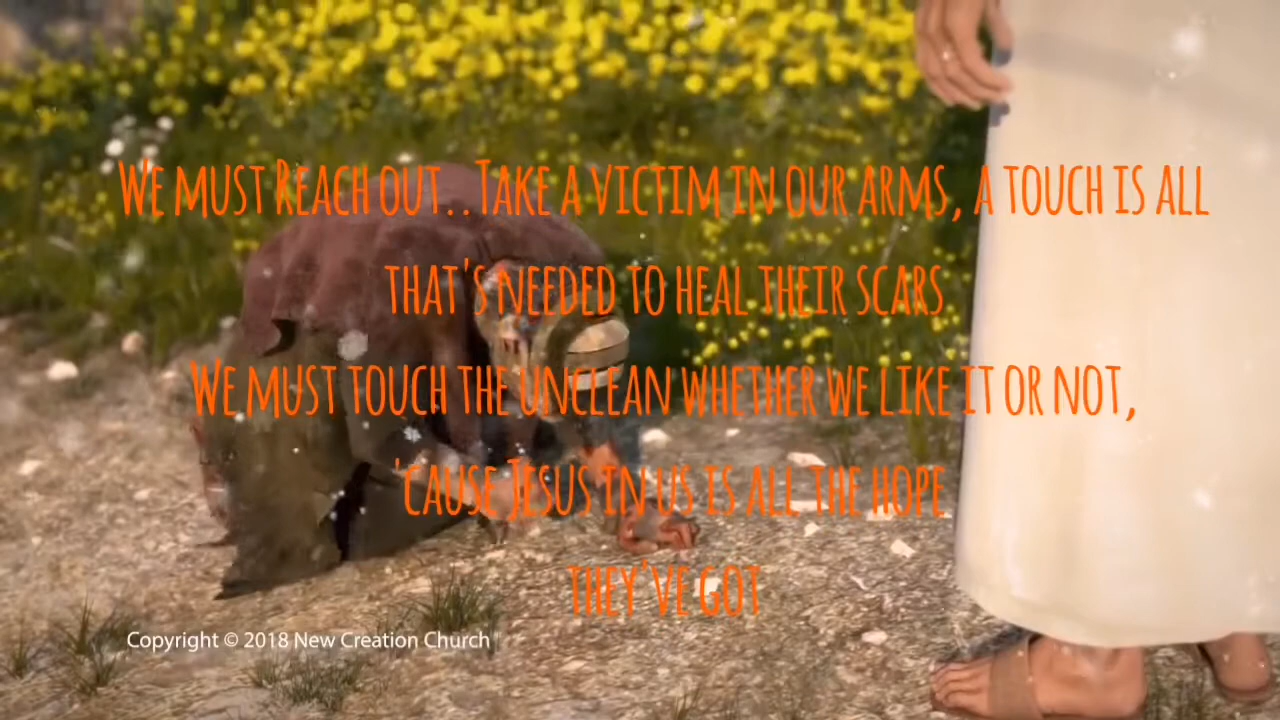 We must Reach out..Take a victim in our arms, a touch is all
that's needed to heal their scars
We must touch the unclean whether we like it or not,
'cause Jesus in us is all the hope
they've got
Copyright © 2018 New Creation Church